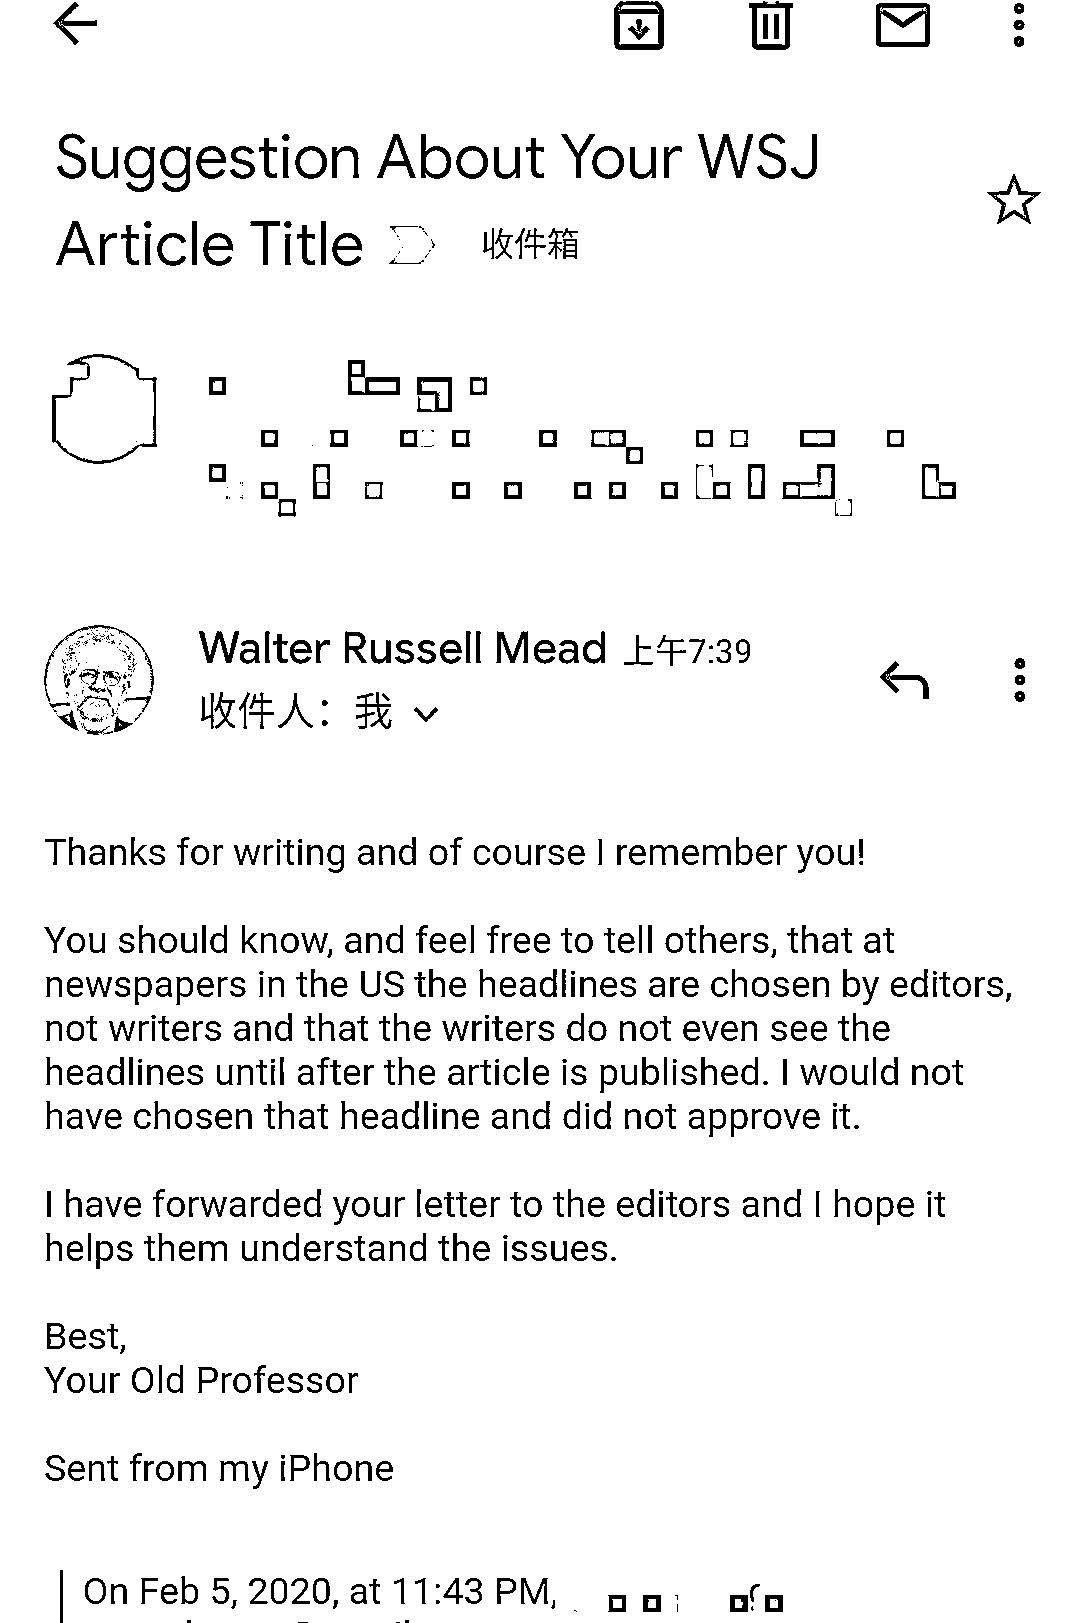 Suggestion About Your WSJ
Article Title 收件箱
Walter Russell Mead 上午7:39
收件人：我
Thanks for writing and of course I remember you!
You should know, and feel free to tell others, that at
newspapers in the US the headlines are chosen by editors,
not writers and that the writers do not even see the
headlines until after the article is published. I would not
have chosen that headline and did not approve it.
I have forwarded your letter to the editors and I hope it
helps them understand the issues.
Best,
Your Old Professor
Sent from my iPhone
On Feb 5, 2020, at 11:43 PM,